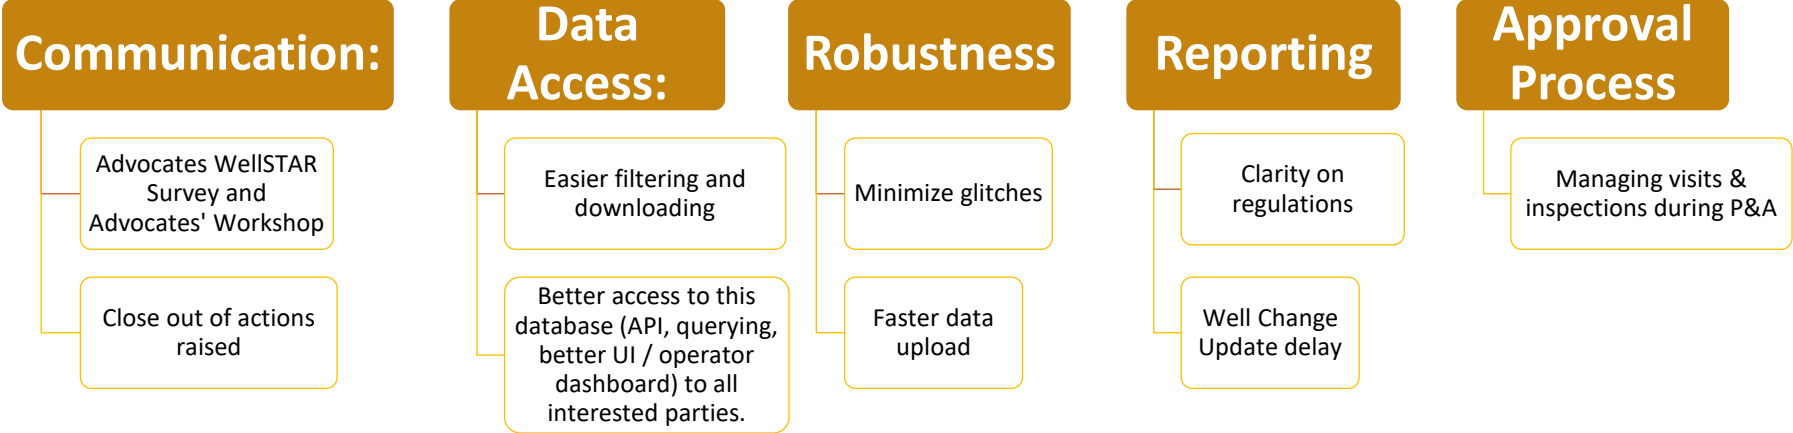 Communication:
Advocates WellSTAR
Survey and
Advocates' Workshop
Close out of actions
raised
Data
Access:
Easier filtering and
downloading
Better access to this
database (API, querying,
better UI / operator
dashboard) to all
interested parties.
Robustness
Minimize glitches
Faster data
upload
Reporting
Clarity on
regulations
Well Change
Update delay
Approval
Process
Managing visits &
inspections during P&A